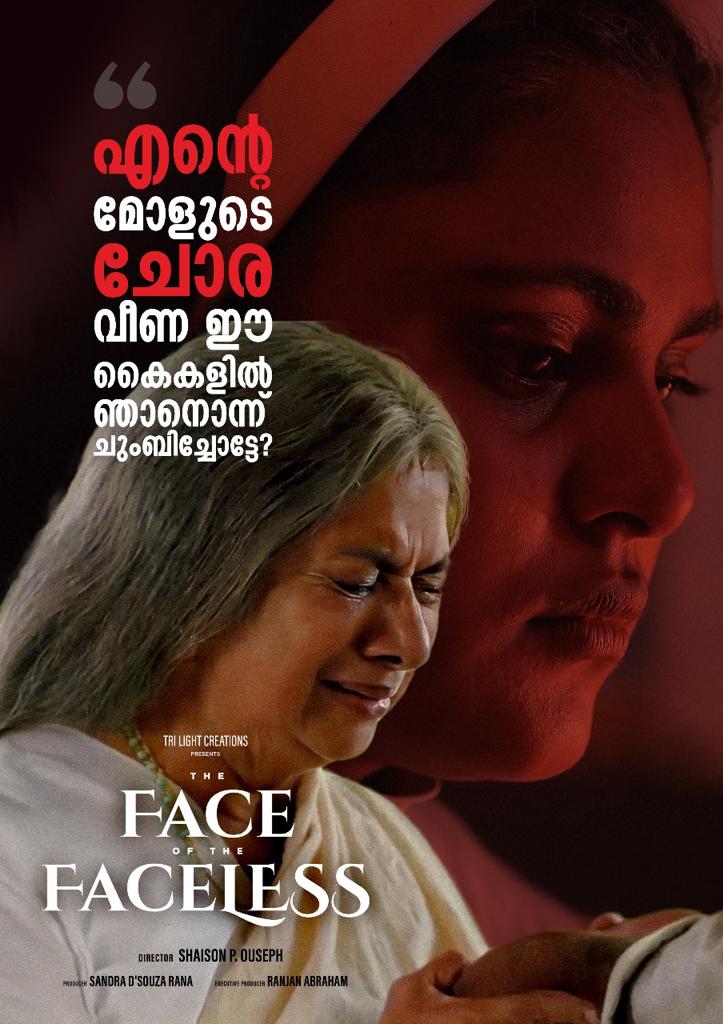 “
എന്റെ
മോളുടെ
ചോര
വീണ ഈ
കൈകളിൽ
ഞാനൊന്ന്
ചുംബിച്ചോട്ടേ?
TRI LIGHT CREATIONS
PRESENTS
THE
FACE
OF THE
FACELESS
DIRECTOR SHAISON P. OUSEPH
PRODUCER SANDRA D'SOUZA RANA EXECUTIVE PRODUCER RANJAN ABRAHAM